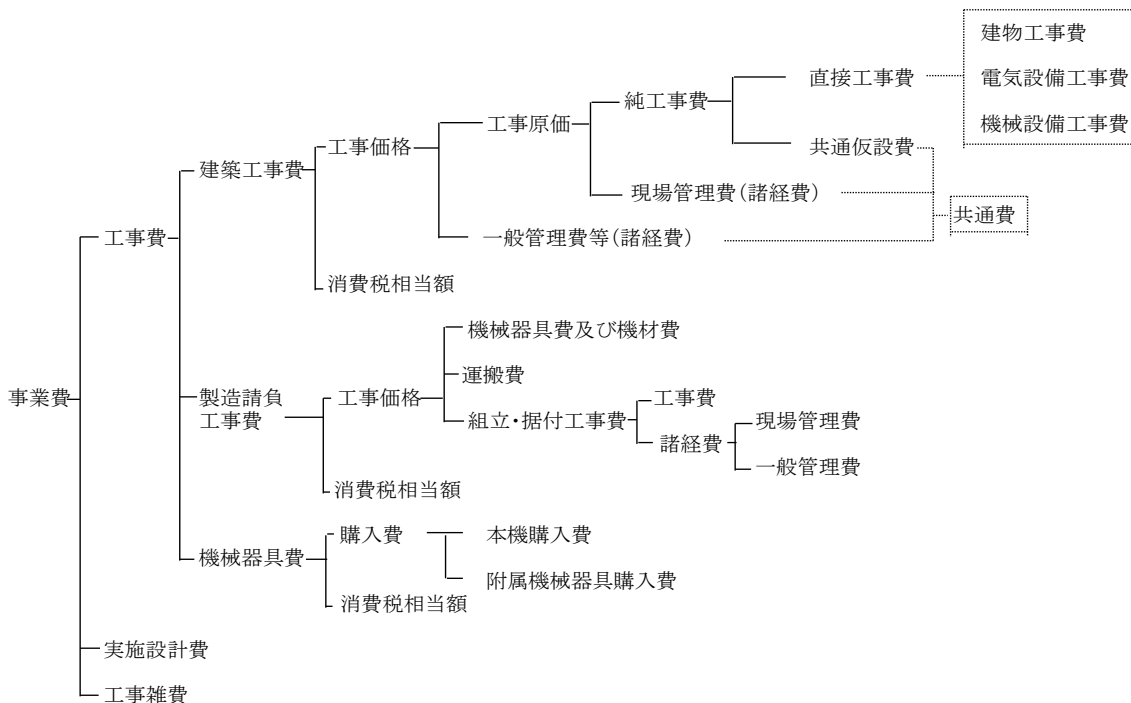 建物工事費
直接工事費
電気設備工事費
純工事費
機械設備工事費
工事原価
工事価格
共通仮設費
建築工事費
現場管理費(諸経費)
共通費
工事費
一般管理費等(諸経費)
消費税相当額
機械器具費及び機材費
運搬費
事業費
製造請負
工事費
工事価格
工事費
組立・据付工事費
現場管理費
諸経費
一般管理費
消費税相当額
購入費
本機購入費
機械器具費
附属機械器具購入費
消費税相当額
実施設計費
工事雑費